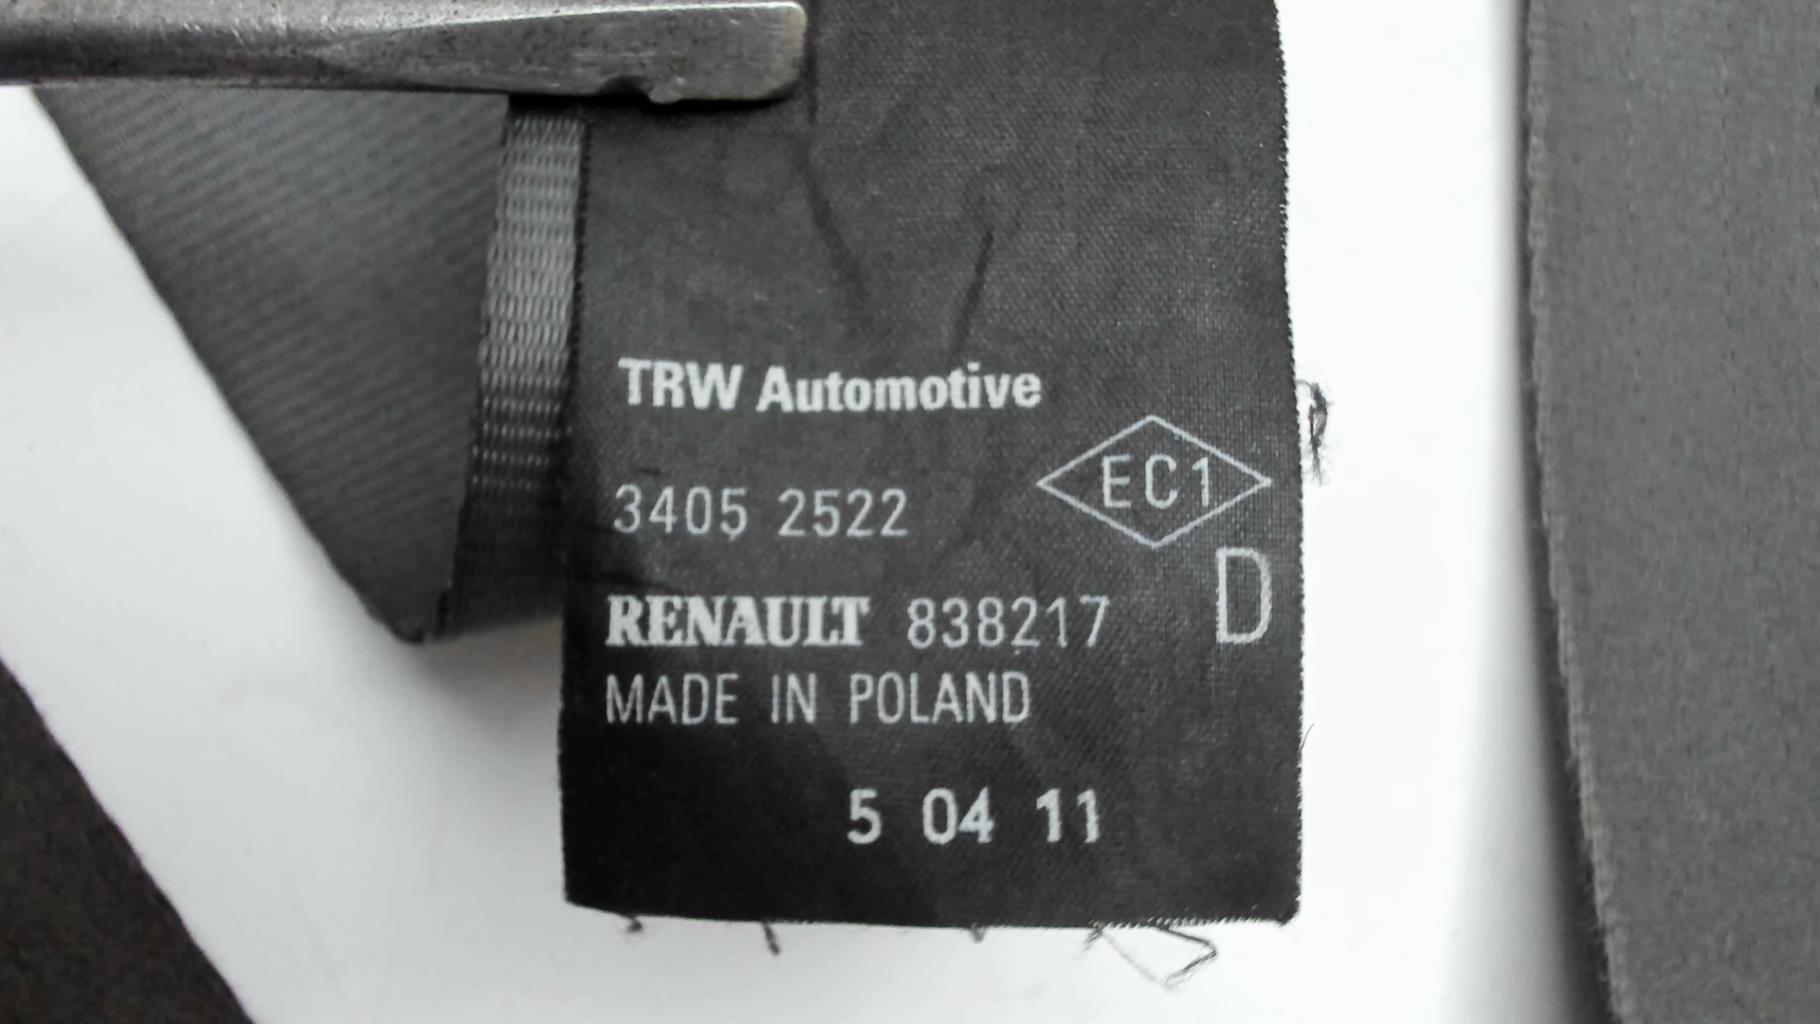 TRW Automotive
EC1
3405 2522
D
RENAULT 838217
MADE IN POLAND
5 04 11